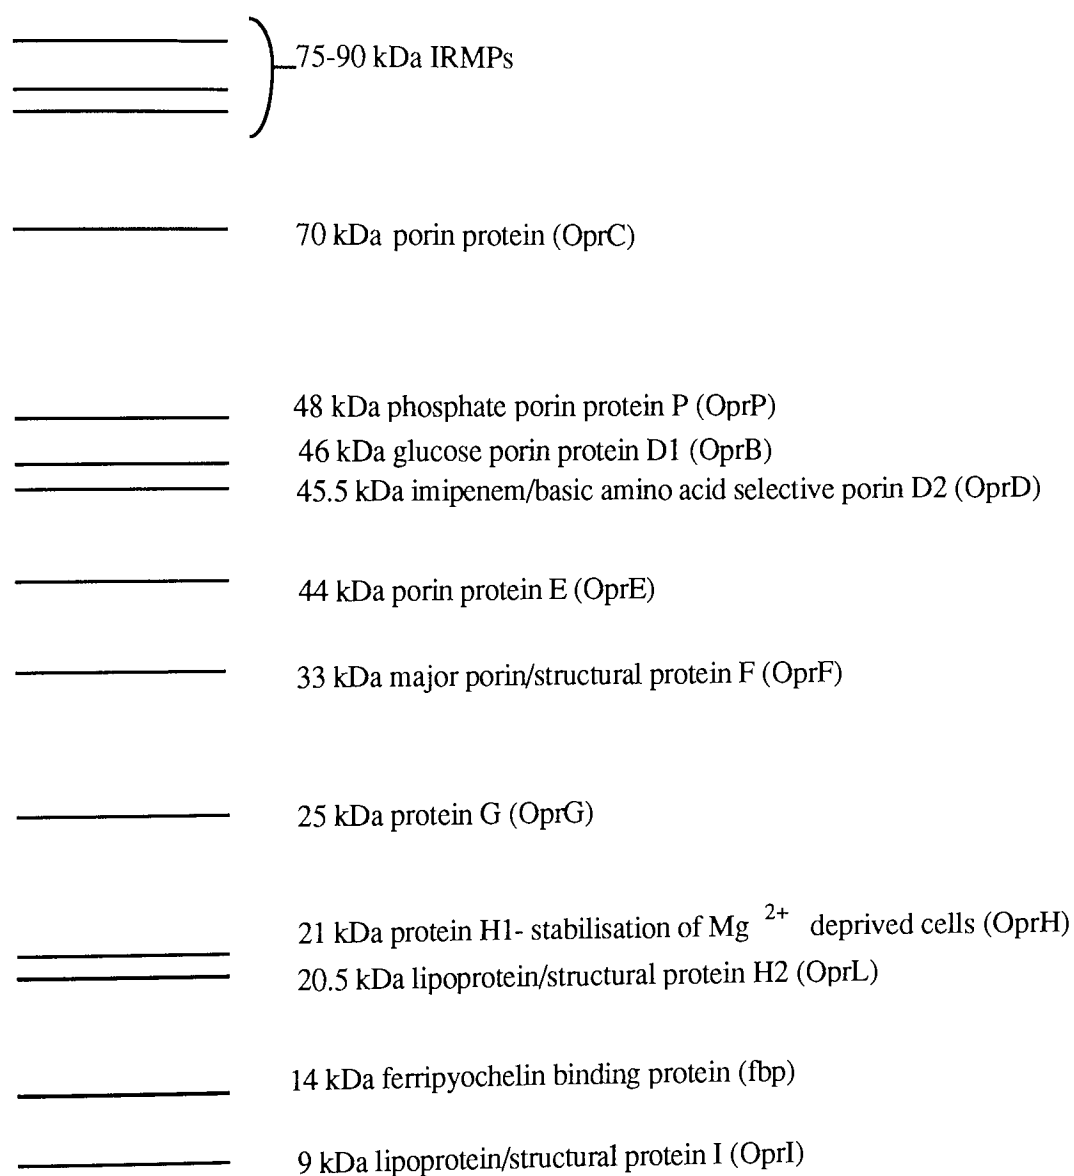 75-90 kDa IRMPs
70 kDa porin protein (OprC)
48 kDa phosphate porin protein P (OprP)
46 kDa glucose porin protein D1 (OprB)
45.5 kDa imipenem/basic amino acid selective porin D2 (OprD)
44 kDa porin protein E (OprE)
33 kDa major porin/structural protein F (OprF)
25 kDa protein G (OprG)
21 kDa protein H1- stabilisation of Mg 2+ deprived cells (OprH)
20.5 kDa lipoprotein/structural protein H2 (OprL)
14 kDa ferripyochelin binding protein (fbp)
9 kDa lipoprotein/structural protein I (OprI)